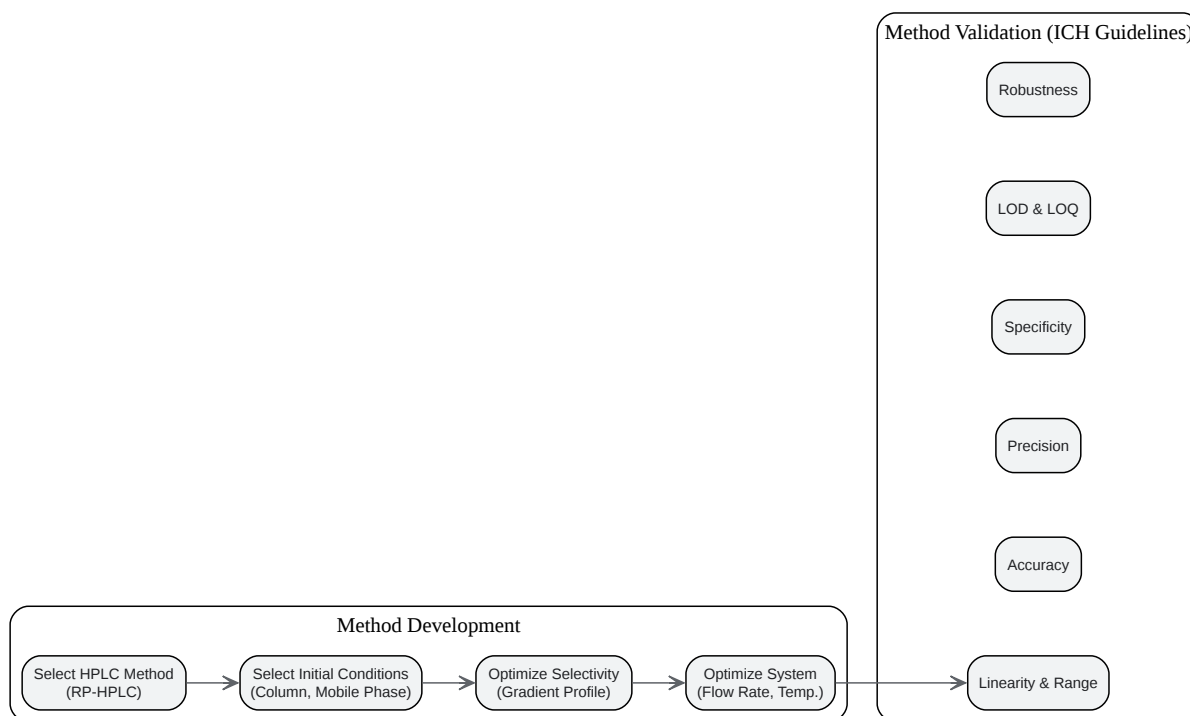 Method Validation (ICH Guidelines)
Robustness
LOD & LOQ
Specificity
Precision
Accuracy
Linearity & Range
Method Development
Select HPLC Method
(RP-HPLC)
Select Initial Conditions
(Column, Mobile Phase)
Optimize Selectivity
(Gradient Profile)
Optimize System
(Flow Rate, Temp.)